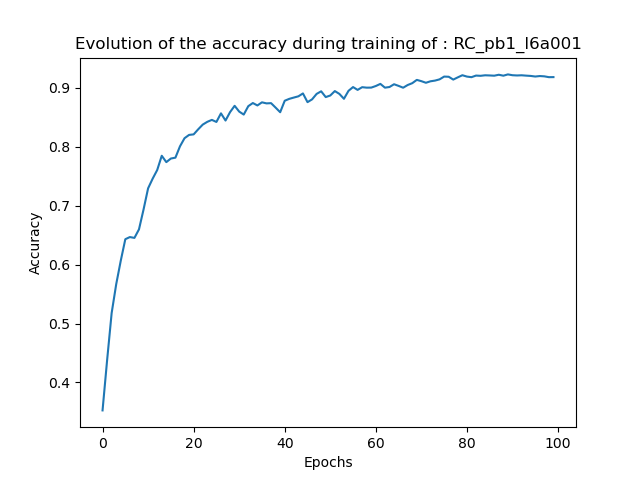 Evolution of the accuracy during training of : RC_pb1_l6a001
0.9
0.8
0.7
0.6
0.5
0.4
Accuracy
0 20 40 60 80 100
Epochs